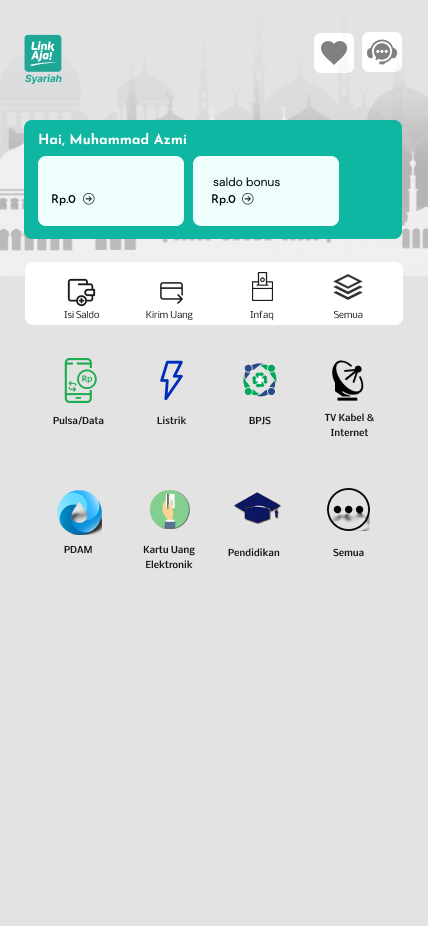 Link
Aja!
Syariah
Hai, Muhammad Azmi
saldo bonus
Rp.0
Rp.0
Isi Saldo
Kirim Uang
Infaq
Semua
Rp
Pulsa/Data
Listrik
BPJS
TV Kabel &
Internet
PDAM
Kartu Uang
Elektronik
Pendidikan
Semua